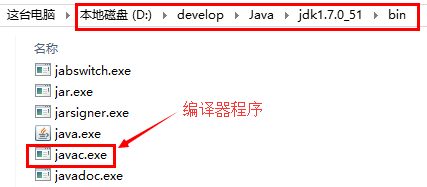 这台电脑 › 本地磁盘 (D:) › develop › Java › jdk1.7.0_51 › bin
名称
jabswitch.exe
jar.exe
jarsigner.exe
编译器程序
java.exe
javac.exe
javadoc.exe